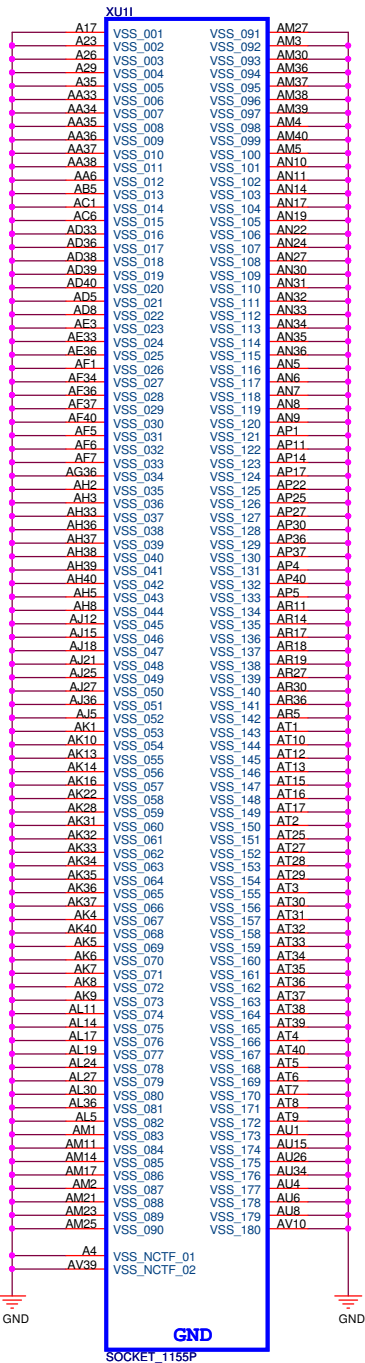 XU1I
A17 VSS_001 VSS_091 AM27
A23 VSS_002 VSS_092 AM3
A26 VSS_003 VSS_093 AM30
A29 VSS_004 VSS_094 AM36
A35 VSS_005 VSS_095 AM37
AA33 VSS_006 VSS_096 AM38
AA34 VSS_007 VSS_097 AM39
AA35 VSS_008 VSS_098 AM4
AA36 VSS_009 VSS_099 AM40
AA37 VSS_010 VSS_100 AM5
AA38 VSS_011 VSS_101 AN10
AA6 VSS_012 VSS_102 AN11
AB5 VSS_013 VSS_103 AN14
AC1 VSS_014 VSS_104 AN17
AC6 VSS_015 VSS_105 AN19
AD33 VSS_016 VSS_106 AN22
AD36 VSS_017 VSS_107 AN24
AD38 VSS_018 VSS_108 AN27
AD39 VSS_019 VSS_109 AN30
AD40 VSS_020 VSS_110 AN31
AD5 VSS_021 VSS_111 AN32
AD8 VSS_022 VSS_112 AN33
AE3 VSS_023 VSS_113 AN34
AE33 VSS_024 VSS_114 AN35
AE36 VSS_025 VSS_115 AN36
AF1 VSS_026 VSS_116 AN5
AF34 VSS_027 VSS_117 AN6
AF36 VSS_028 VSS_118 AN7
AF37 VSS_029 VSS_119 AN8
AF40 VSS_030 VSS_120 AN9
AF5 VSS_031 VSS_121 AP1
AF6 VSS_032 VSS_122 AP11
AF7 VSS_033 VSS_123 AP14
AG36 VSS_034 VSS_124 AP17
AH2 VSS_035 VSS_125 AP22
AH3 VSS_036 VSS_126 AP25
AH33 VSS_037 VSS_127 AP27
AH36 VSS_038 VSS_128 AP30
AH37 VSS_039 VSS_129 AP36
AH38 VSS_040 VSS_130 AP37
AH39 VSS_041 VSS_131 AP4
AH40 VSS_042 VSS_132 AP40
AH5 VSS_043 VSS_133 AP5
AH8 VSS_044 VSS_134 AR11
AJ12 VSS_045 VSS_135 AR14
AJ15 VSS_046 VSS_136 AR17
AJ18 VSS_047 VSS_137 AR18
AJ21 VSS_048 VSS_138 AR19
AJ25 VSS_049 VSS_139 AR27
AJ27 VSS_050 VSS_140 AR30
AJ36 VSS_051 VSS_141 AR36
AJ5 VSS_052 VSS_142 AR5
AK1 VSS_053 VSS_143 AT1
AK10 VSS_054 VSS_144 AT10
AK13 VSS_055 VSS_145 AT12
AK14 VSS_056 VSS_146 AT13
AK16 VSS_057 VSS_147 AT15
AK22 VSS_058 VSS_148 AT16
AK28 VSS_059 VSS_149 AT17
AK31 VSS_060 VSS_150 AT2
AK32 VSS_061 VSS_151 AT25
AK33 VSS_062 VSS_152 AT27
AK34 VSS_063 VSS_153 AT28
AK35 VSS_064 VSS_154 AT29
AK36 VSS_065 VSS_155 AT3
AK37 VSS_066 VSS_156 AT30
AK4 VSS_067 VSS_157 AT31
AK40 VSS_068 VSS_158 AT32
AK5 VSS_069 VSS_159 AT33
AK6 VSS_070 VSS_160 AT34
AK7 VSS_071 VSS_161 AT35
AK8 VSS_072 VSS_162 AT36
AK9 VSS_073 VSS_163 AT37
AL11 VSS_074 VSS_164 AT38
AL14 VSS_075 VSS_165 AT39
AL17 VSS_076 VSS_166 AT4
AL19 VSS_077 VSS_167 AT40
AL24 VSS_078 VSS_168 AT5
AL27 VSS_079 VSS_169 AT6
AL30 VSS_080 VSS_170 AT7
AL36 VSS_081 VSS_171 AT8
AL5 VSS_082 VSS_172 AT9
AM1 VSS_083 VSS_173 AU1
AM11 VSS_084 VSS_174 AU15
AM14 VSS_085 VSS_175 AU26
AM17 VSS_086 VSS_176 AU34
AM2 VSS_087 VSS_177 AU4
AM21 VSS_088 VSS_178 AU6
AM23 VSS_089 VSS_179 AU8
AM25 VSS_090 VSS_180 AV10
A4 VSS_NCTF_01
AV39 VSS_NCTF_02
GND GND
GND
SOCKET_1155P